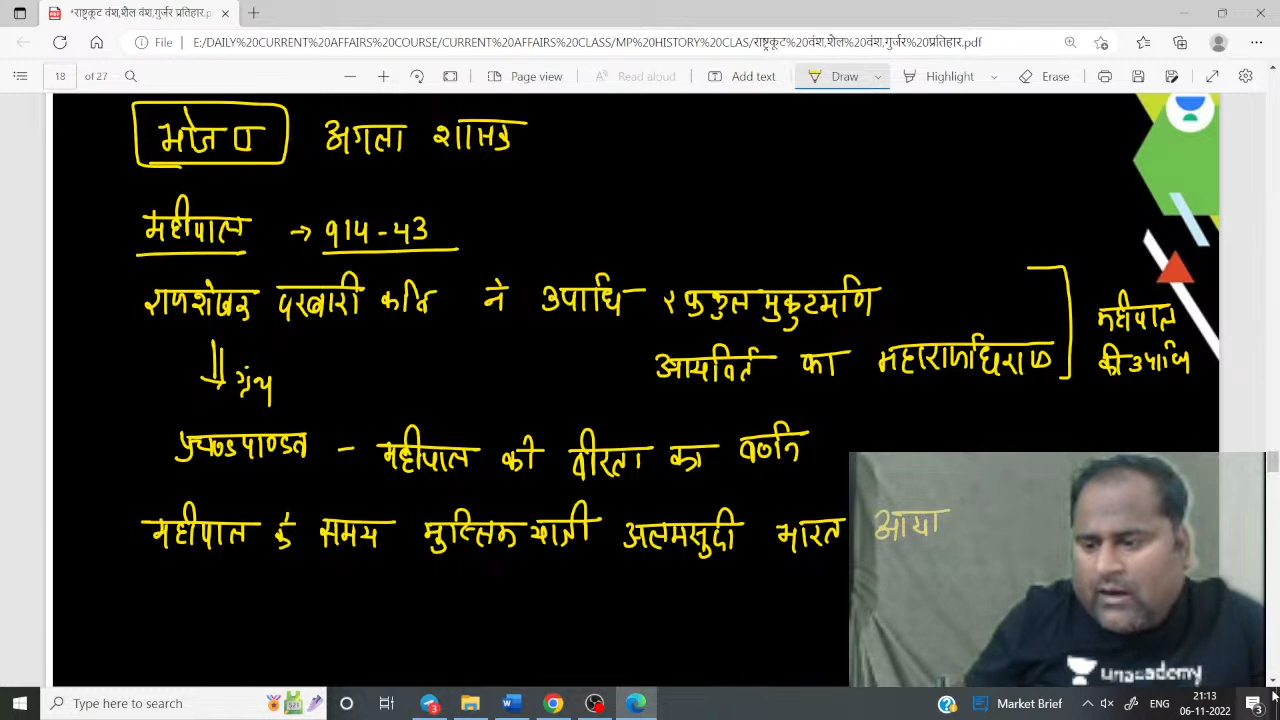 *राष्ट्रकूट वंश,शैल वंश,गुर्जर प्रतिहार.
File E:/DAILY%20CURRENT%20AFFAIRS%20COURSE/CURRENT%20AFFAIRS%20CLASS/MP%20HISTORY%20CLAS/राष्ट्रकूट%20वंश,शैल%20वंश,गुर्जर%20प्रतिहार.pdf
18 of 27 Page view Read aloud Add text Draw Highlight Erase
भोज अगला शासक
महीपाल → 914-43
राजशेखर दरबारी कवि ने उपाधि - रघुकुल मुकुटमणि
आर्यावर्त का महाराजाधिराज
महीपाल
की उपाधि
ग्रंथ
प्रचण्डपाण्डव - महीपाल की वीरता का वर्णन
महीपाल के समय मुस्लिम यात्री अलमसूदी भारत आया
unacademy
Type here to search
Market Brief ENG 21:13
06-11-2022 3